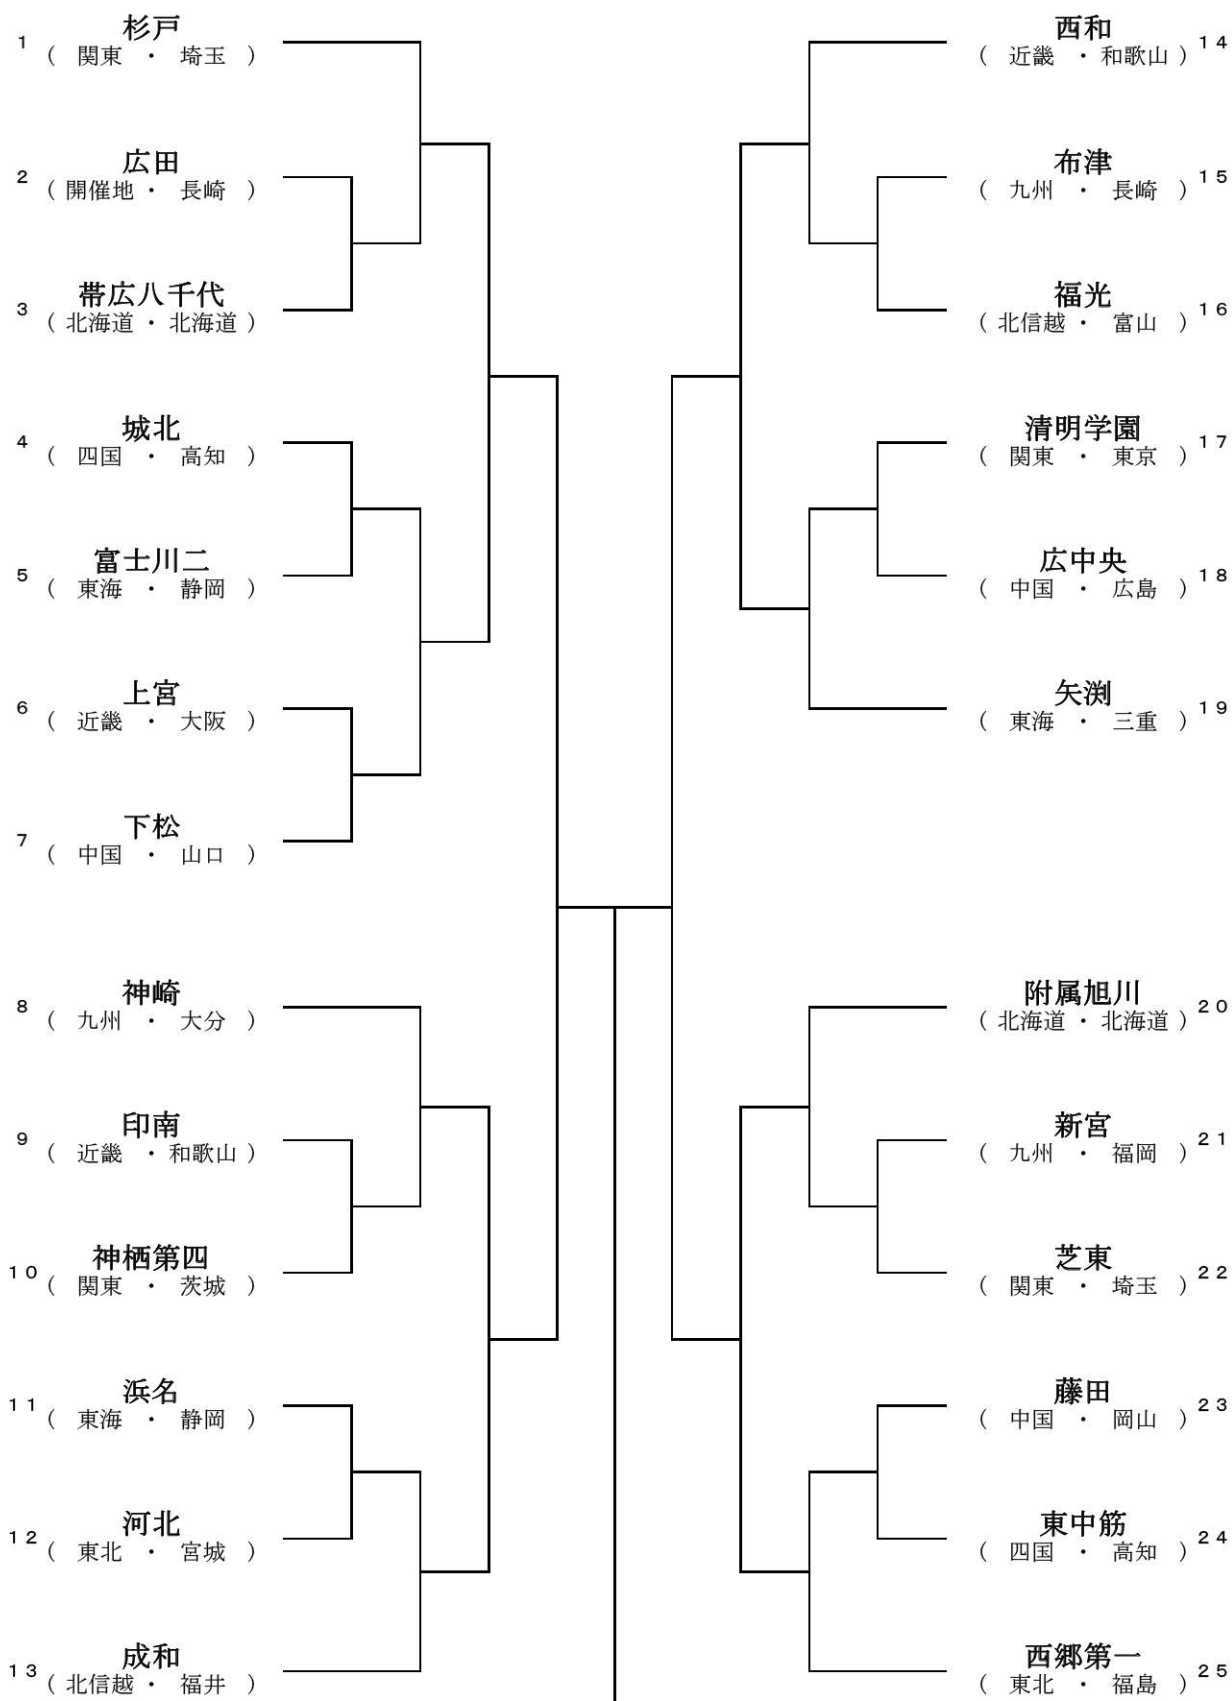 1 杉戸
( 関東 ・ 埼玉 )
2 広田
( 開催地 ・ 長崎 )
3 帯広八千代
( 北海道 ・ 北海道 )
4 城北
( 四国 ・ 高知 )
5 富士川二
( 東海 ・ 静岡 )
6 上宮
( 近畿 ・ 大阪 )
7 下松
( 中国 ・ 山口 )
8 神崎
( 九州 ・ 大分 )
9 印南
( 近畿 ・ 和歌山 )
10 神栖第四
( 関東 ・ 茨城 )
11 浜名
( 東海 ・ 静岡 )
12 河北
( 東北 ・ 宮城 )
13 成和
( 北信越 ・ 福井 )
西和 14
( 近畿 ・ 和歌山 )
布津 15
( 九州 ・ 長崎 )
福光 16
( 北信越 ・ 富山 )
清明学園 17
( 関東 ・ 東京 )
広中央 18
( 中国 ・ 広島 )
矢渕 19
( 東海 ・ 三重 )
附属旭川 20
( 北海道 ・ 北海道 )
新宮 21
( 九州 ・ 福岡 )
芝東 22
( 関東 ・ 埼玉 )
藤田 23
( 中国 ・ 岡山 )
東中筋 24
( 四国 ・ 高知 )
西郷第一 25
( 東北 ・ 福島 )